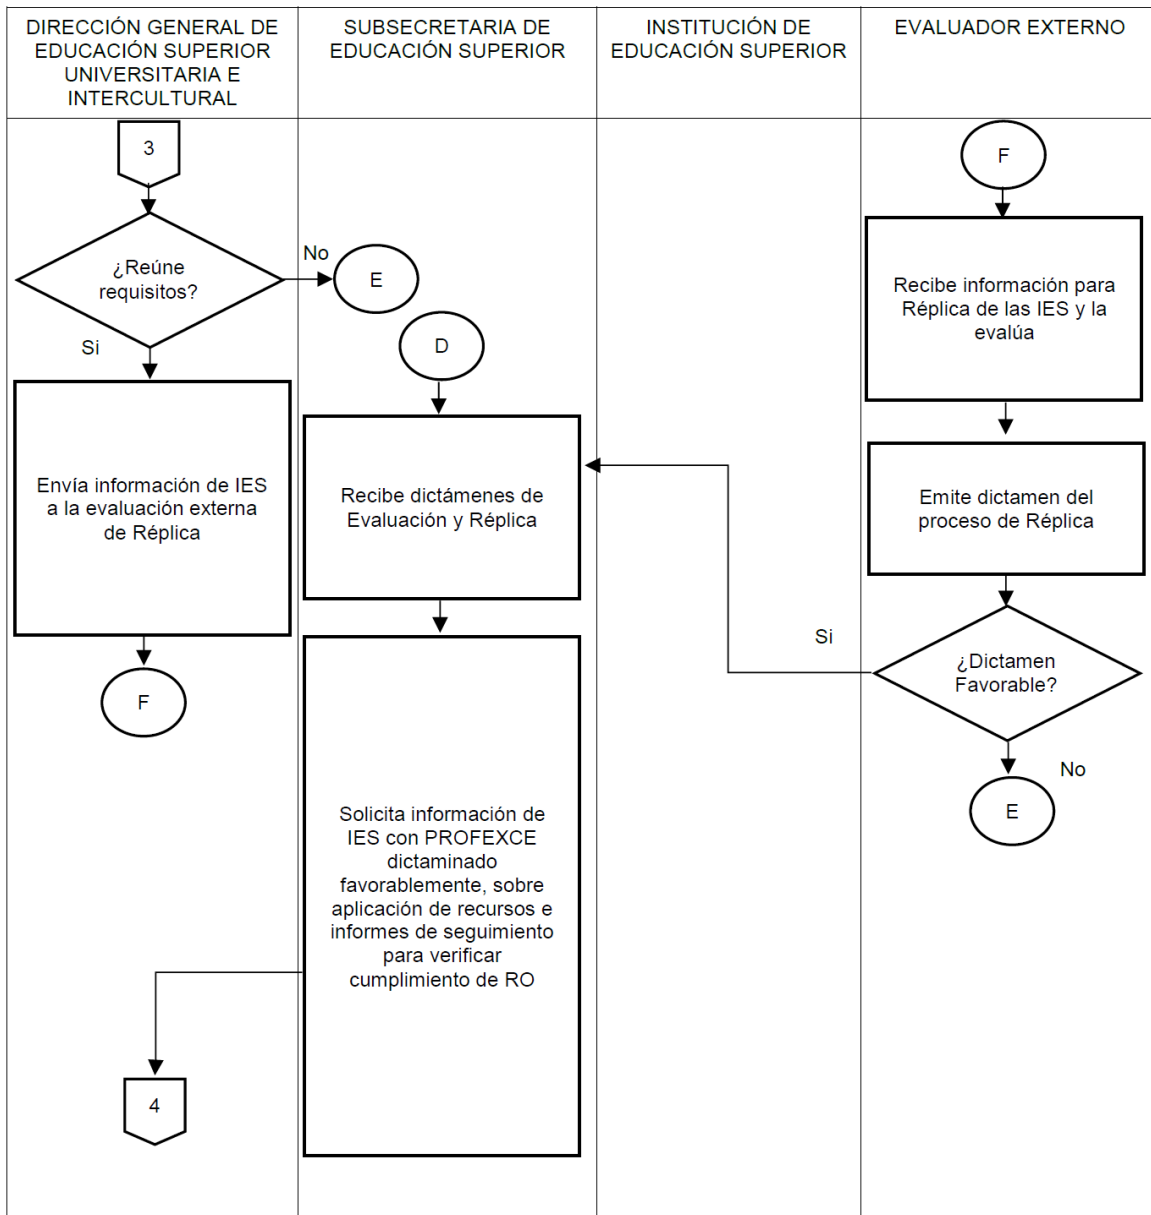 DIRECCIÓN GENERAL DE
EDUCACIÓN SUPERIOR
UNIVERSITARIA E
INTERCULTURAL
SUBSECRETARIA DE
EDUCACIÓN SUPERIOR
INSTITUCIÓN DE
EDUCACIÓN SUPERIOR
EVALUADOR EXTERNO
3
¿Reúne
requisitos?
No
E
Si
Envía información de IES
a la evaluación externa
de Réplica
F
D
Recibe dictámenes de
Evaluación y Réplica
Solicita información de
IES con PROFEXCE
dictaminado
favorablemente, sobre
aplicación de recursos e
informes de seguimiento
para verificar
cumplimiento de RO
4
F
Recibe información para
Réplica de las IES y la
evalúa
Emite dictamen del
proceso de Réplica
¿Dictamen
Favorable?
Si
No
E